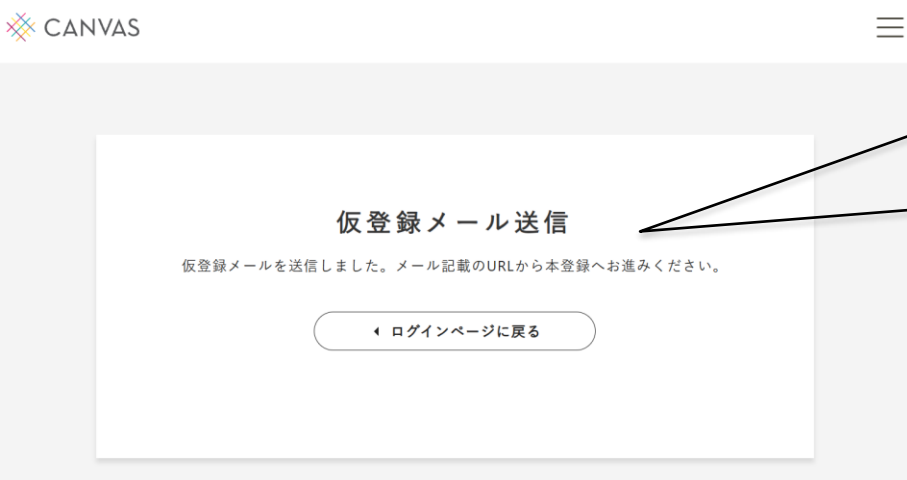 CANVAS
仮登録メール送信
仮登録メールを送信しました。メール記載のURLから本登録へお進みください。
ログインページに戻る